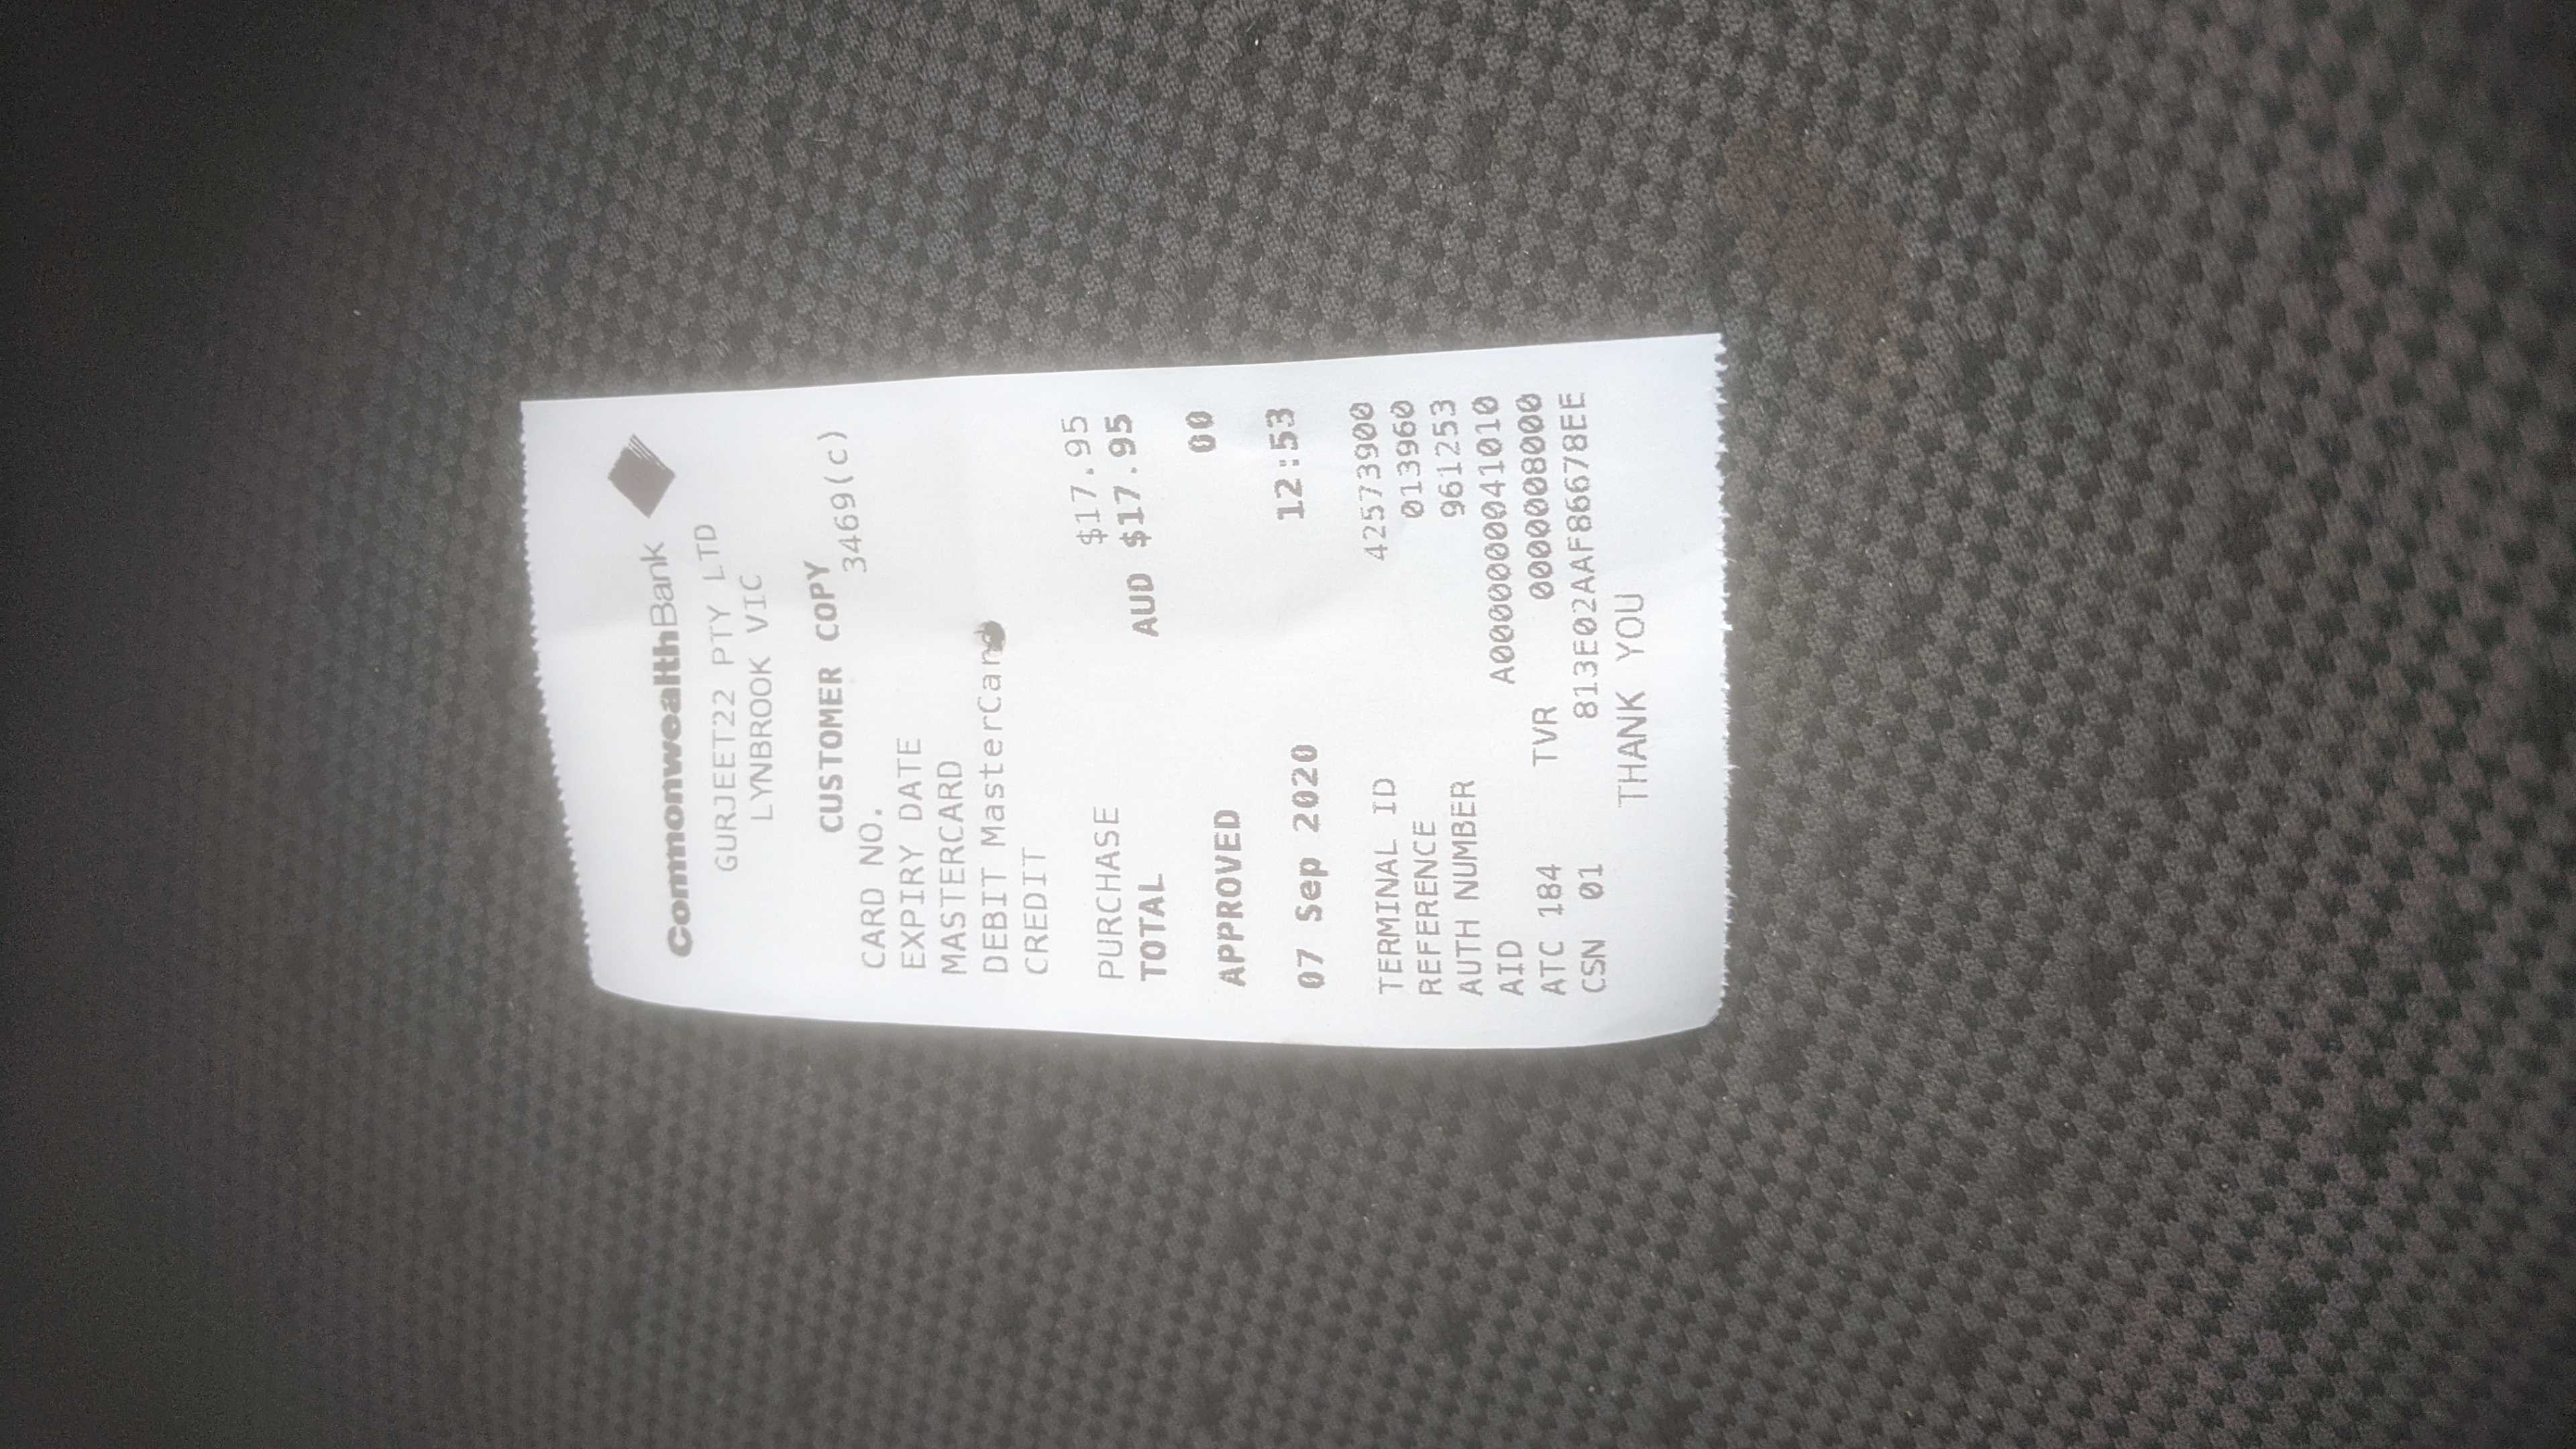 CommonwealthBank
GURJEET22 PTY LTD
LYNBROOK VIC
CUSTOMER COPY
CARD NO. 3469(c)
EXPIRY DATE
MASTERCARD
DEBIT MasterCard
CREDIT
PURCHASE $17.95
TOTAL AUD $17.95
APPROVED 00
07 Sep 2020 12:53
TERMINAL ID 42573900
REFERENCE 013960
AUTH NUMBER 961253
AID A0000000041010
ATC 184 TVR 0000008000
CSN 01 813E02AAF86678EE
THANK YOU